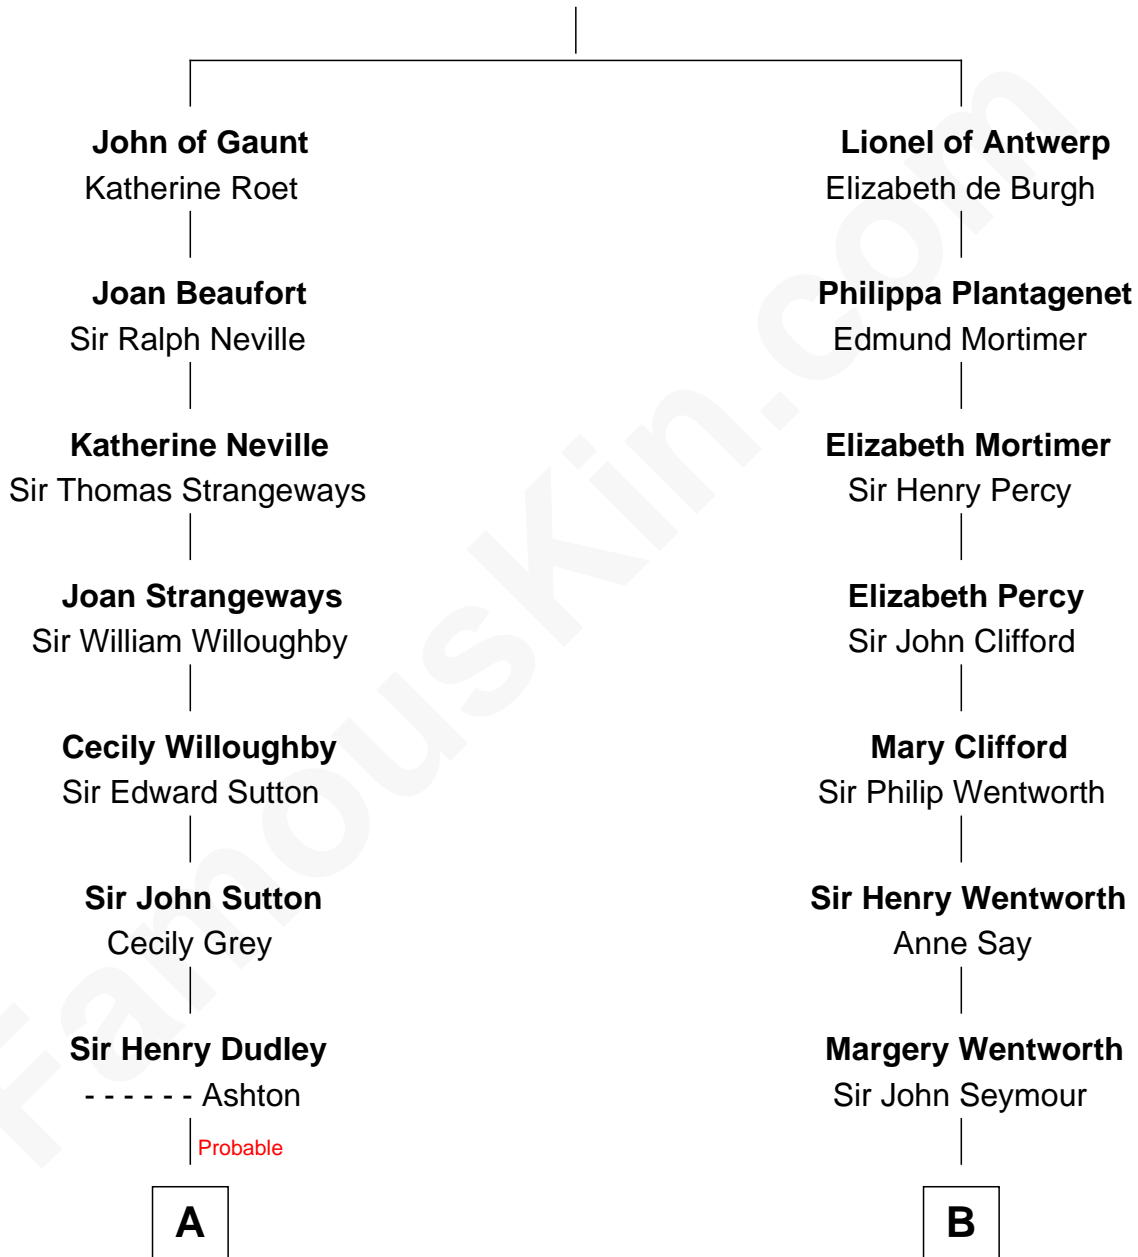 John of Gaunt
Katherine Roet
Joan Beaufort
Sir Ralph Neville
Katherine Neville
Sir Thomas Strangeways
Joan Strangeways
Sir William Willoughby
Cecily Willoughby
Sir Edward Sutton
Sir John Sutton
Cecily Grey
Sir Henry Dudley
- - - - - - Ashton
Probable
A
Lionel of Antwerp
Elizabeth de Burgh
Philippa Plantagenet
Edmund Mortimer
Elizabeth Mortimer
Sir Henry Percy
Elizabeth Percy
Sir John Clifford
Mary Clifford
Sir Philip Wentworth
Sir Henry Wentworth
Anne Say
Margery Wentworth
Sir John Seymour
B
FamousKin.com